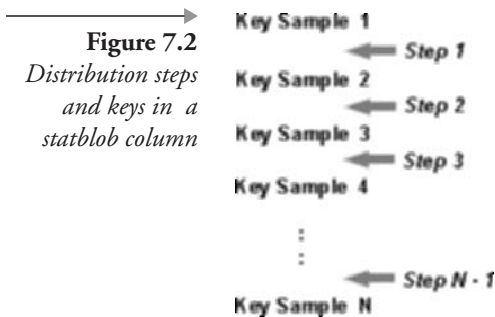 Figure 7.2
Distribution steps
and keys in a
statblob column
Key Sample 1
Step 1
Key Sample 2
Step 2
Key Sample 3
Step 3
Key Sample 4
Step N - 1
Key Sample N